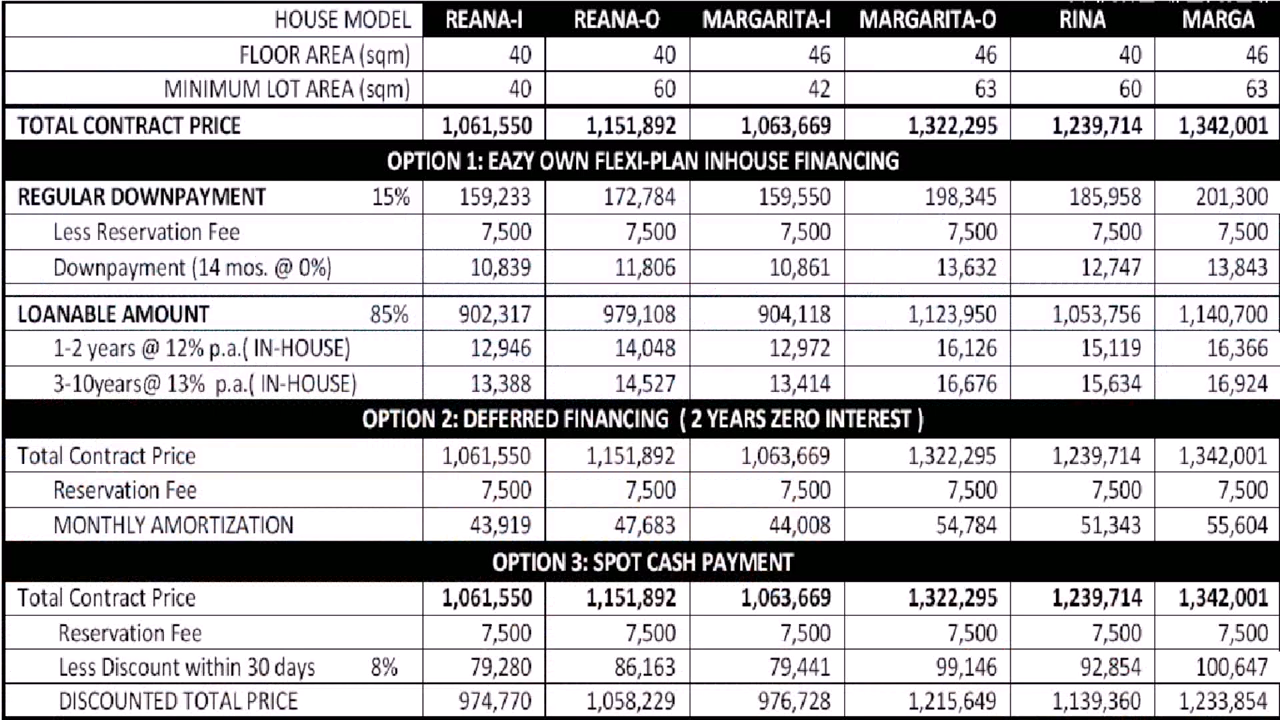 HOUSE MODEL REANA-I REANA-O MARGARITA-I MARGARITA-O RINA MARGA
FLOOR AREA (sqm) 40 40 46 46 40 46
MINIMUM LOT AREA (sqm) 40 60 42 63 60 63
TOTAL CONTRACT PRICE 1,061,550 1,151,892 1,063,669 1,322,295 1,239,714 1,342,001
OPTION 1: EAZY OWN FLEXI-PLAN INHOUSE FINANCING
REGULAR DOWNPAYMENT 15% 159,233 172,784 159,550 198,345 185,958 201,300
Less Reservation Fee 7,500 7,500 7,500 7,500 7,500 7,500
Downpayment (14 mos. @ 0%) 10,839 11,806 10,861 13,632 12,747 13,843
LOANABLE AMOUNT 85% 902,317 979,108 904,118 1,123,950 1,053,756 1,140,700
1-2 years @ 12% p.a.( IN-HOUSE) 12,946 14,048 12,972 16,126 15,119 16,366
3-10years@ 13% p.a.( IN-HOUSE) 13,388 14,527 13,414 16,676 15,634 16,924
OPTION 2: DEFERRED FINANCING ( 2 YEARS ZERO INTEREST )
Total Contract Price 1,061,550 1,151,892 1,063,669 1,322,295 1,239,714 1,342,001
Reservation Fee 7,500 7,500 7,500 7,500 7,500 7,500
MONTHLY AMORTIZATION 43,919 47,683 44,008 54,784 51,343 55,604
OPTION 3: SPOT CASH PAYMENT
Total Contract Price 1,061,550 1,151,892 1,063,669 1,322,295 1,239,714 1,342,001
Reservation Fee 7,500 7,500 7,500 7,500 7,500 7,500
Less Discount within 30 days 8% 79,280 86,163 79,441 99,146 92,854 100,647
DISCOUNTED TOTAL PRICE 974,770 1,058,229 976,728 1,215,649 1,139,360 1,233,854